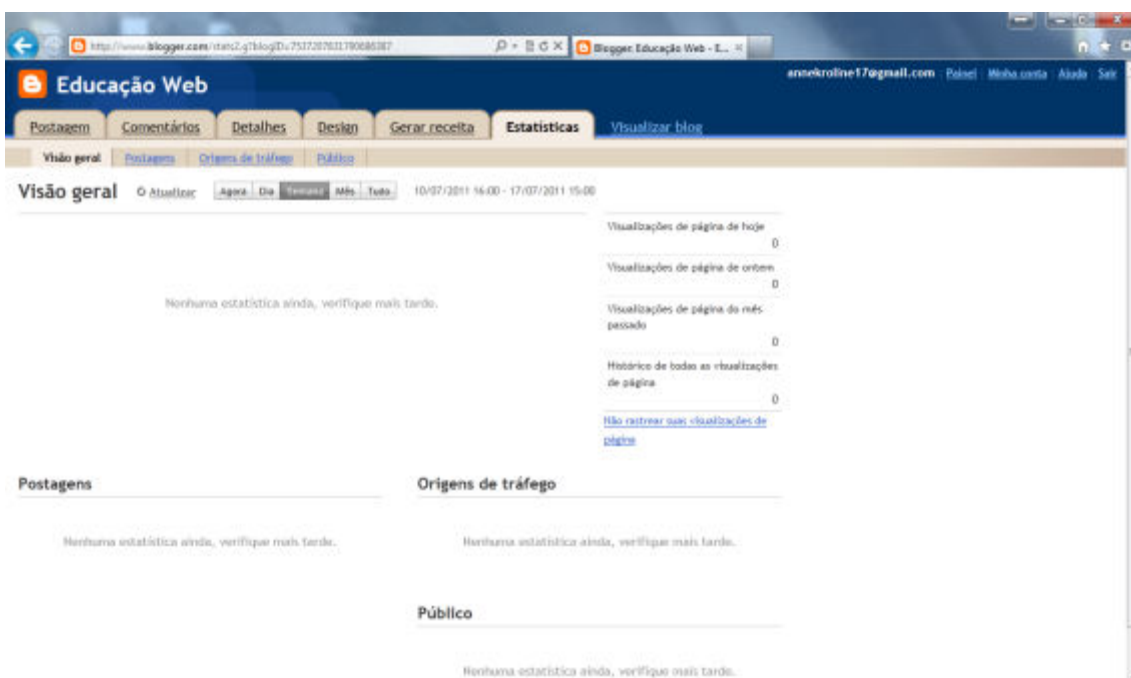 Blogger: Educação Web - E...
Educação Web
annekroline17@gmail.com Painel Minha conta Ajuda Sair
Postagem Comentários Detalhes Design Gerar receita Estatísticas Visualizar blog
Visão geral Postagens Origens de tráfego Público
Visão geral Atualizar Agora Dia Semana Mês Tudo 10/07/2011 16:00 - 17/07/2011 15:00
Visualizações de página de hoje
0
Visualizações de página de ontem
0
Nenhuma estatística ainda, verifique mais tarde.
Visualizações de página do mês
passado
0
Histórico de todas as visualizações
de página
0
Não rastrear suas visualizações de
página
Postagens Origens de tráfego
Nenhuma estatística ainda, verifique mais tarde. Nenhuma estatística ainda, verifique mais tarde.
Público
Nenhuma estatística ainda, verifique mais tarde.